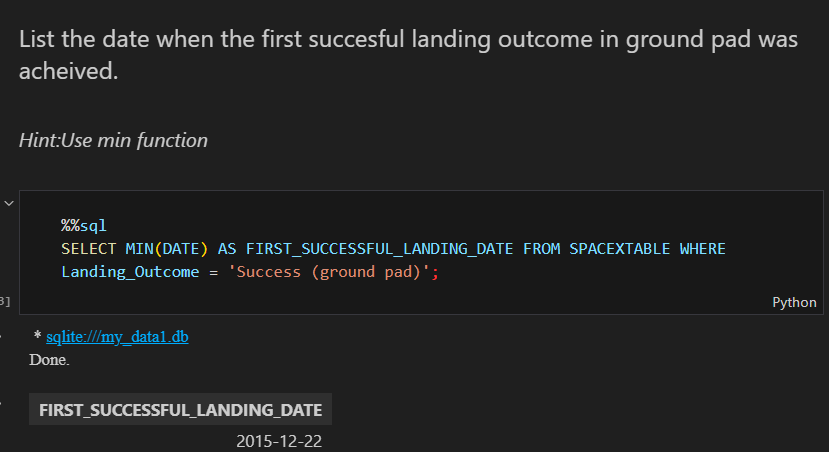 List the date when the first succesful landing outcome in ground pad was
acheived.
Hint:Use min function
%%sql
SELECT MIN(DATE) AS FIRST_SUCCESSFUL_LANDING_DATE FROM SPACEXTABLE WHERE
Landing_Outcome = 'Success (ground pad)';
3]
Python
* sqlite:///my_data1.db
Done.
FIRST_SUCCESSFUL_LANDING_DATE
2015-12-22